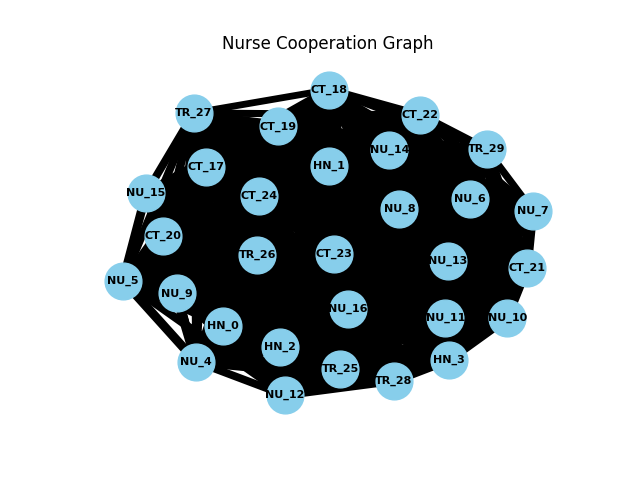 Nurse Cooperation Graph
CT_18
TR_27
CT_22
CT_19
TR_29
NU_14
CT_17
HN_1
NU_15
CT_24
NU_6
NU_8
NU_7
CT_20
TR_26
CT_23
NU_13
CT_21
NU_5
NU_9
NU_16
NU_11
NU_10
HN_0
HN_2
NU_4
HN_3
TR_25
TR_28
NU_12